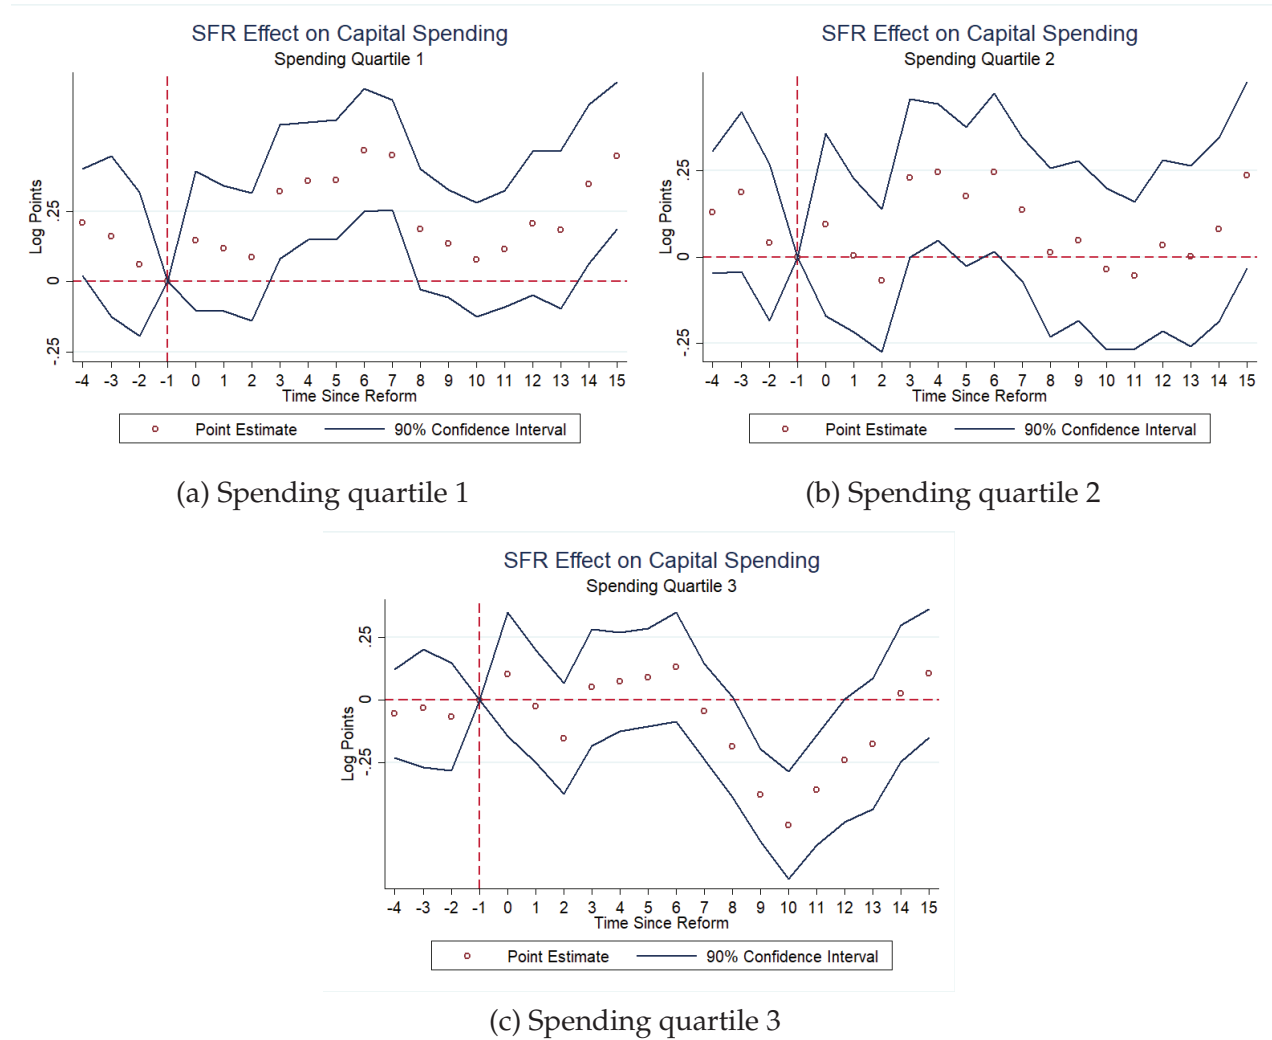 SFR Effect on Capital Spending
Spending Quartile 1
Log Points
.25
0
-.25
-4 -3 -2 -1 0 1 2 3 4 5 6 7 8 9 10 11 12 13 14 15
Time Since Reform
Point Estimate 90% Confidence Interval
(a) Spending quartile 1
SFR Effect on Capital Spending
Spending Quartile 2
Log Points
.25
0
-.25
-4 -3 -2 -1 0 1 2 3 4 5 6 7 8 9 10 11 12 13 14 15
Time Since Reform
Point Estimate 90% Confidence Interval
(b) Spending quartile 2
SFR Effect on Capital Spending
Spending Quartile 3
Log Points
.25
0
-.25
-4 -3 -2 -1 0 1 2 3 4 5 6 7 8 9 10 11 12 13 14 15
Time Since Reform
Point Estimate 90% Confidence Interval
(c) Spending quartile 3